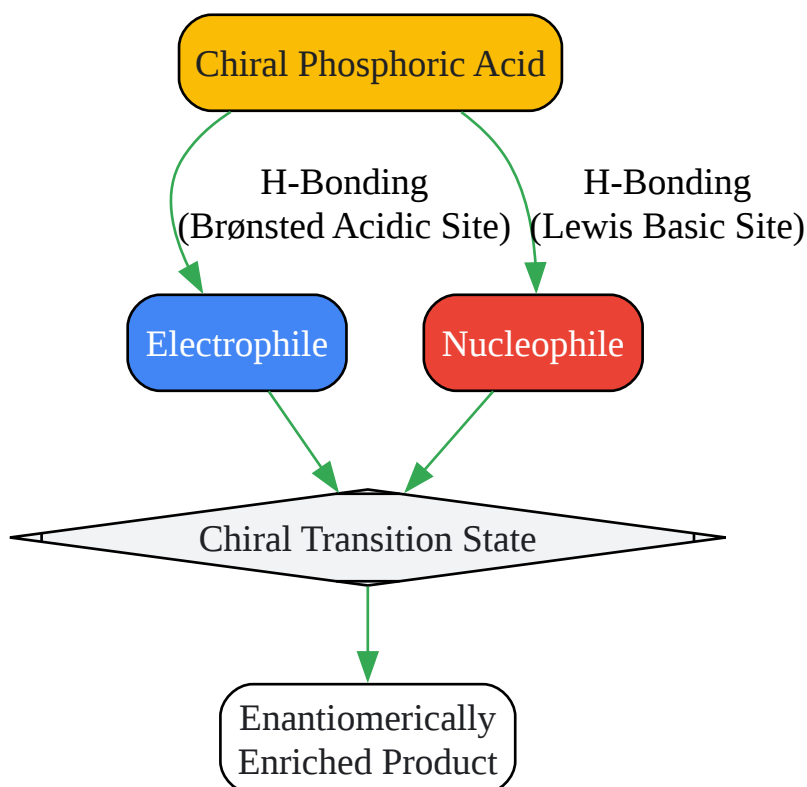 Chiral Phosphoric Acid
H-Bonding
(Brønsted Acidic Site)
H-Bonding
(Lewis Basic Site)
Electrophile
Nucleophile
Chiral Transition State
Enantiomerically
Enriched Product